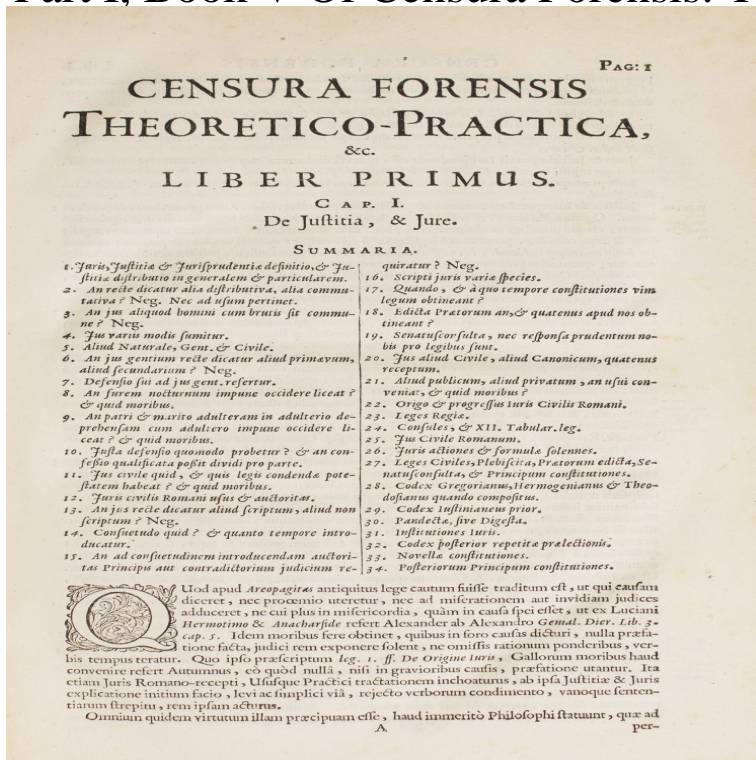 Part I, Book V Of Censura Forensis. T
PAG: 1
CENSURA FORENSIS
THEORETICO-PRACTICA,
&c.
LIBER PRIMUS.
CAP. I.
De Juſtitia, & Jure.
SUMMARIA.
1. Juris, Juſtitiæ & Juriſprudentiæ definitio, & Ju-
ſtitiæ diſtributio in generalem & particularem.
2. An recte dicatur alia diſtributiva, alia commu-
tativa? Neg. Nec ad uſum pertinet.
3. An jus aliquod homini cum brutis ſit commu-
ne? Neg.
4. Jus variis modis ſumitur.
5. Aliud Naturale, Gent. & Civile.
6. An jus gentium recte dicatur aliud primævum,
aliud ſecundarium? Neg.
7. Defenſio ſui ad jus gent. refertur.
8. An furem nocturnum impune occidere liceat?
& quid moribus.
9. An patri & marito adulteram in adulterio de-
prehenſam cum adultero impune occidere li-
ceat? & quid moribus.
10. Juſta defenſio quomodo probetur? & an con-
feſſio qualificata poſſit dividi pro parte.
11. Jus civile quid, & quis legis condendæ pote-
ſtatem habeat? & quid moribus.
12. Juris civilis Romani uſus & auctoritas.
13. An jus recte dicatur aliud ſcriptum, aliud non
ſcriptum? Neg.
14. Conſuetudo quid? & quanto tempore intro-
ducatur.
15. An ad conſuetudinem introducendam auctori-
tas Principis aut contradictorium judicium re-
quiratur? Neg.
16. Scripti juris variæ ſpecies.
17. Quando, & à quo tempore conſtitutiones vim
legum obtineant?
18. Edicta Prætorum an, & quatenus apud nos ob-
tineant?
19. Senatuſconſulta, nec reſponſa prudentum no-
bis pro legibus ſunt.
20. Jus aliud Civile, aliud Canonicum, quatenus
receptum.
21. Aliud publicum, aliud privatum, an uſui con-
veniat, & quid moribus?
22. Origo & progreſſus Iuris Civilis Romani.
23. Leges Regiæ.
24. Conſules, & XII. Tabular. leg.
25. Jus Civile Romanum.
26. Juris actiones & formulæ ſolennes.
27. Leges Civiles, Plebiſcita, Prætorum edicta, Se-
natuſconſulta, & Principum conſtitutiones.
28. Codex Gregorianus, Hermogenianus & Theo-
doſianus quando compoſitus.
29. Codex Iuſtinianeus prior.
30. Pandectæ, ſive Digeſta.
31. Inſtitutiones Iuris.
32. Codex poſterior repetitæ prælectionis.
33. Novellæ conſtitutiones.
34. Poſteriorum Principum conſtitutiones.
QUod apud Areopagitas antiquitus lege cautum fuiſſe traditum eſt, ut qui cauſam
diceret, nec proœmio uteretur, nec ad miſerationem aut invidiam judices
adduceret, ne cui plus in miſericordia, quàm in cauſa ſpei eſſet, ut ex Luciani
Hermotimo & Anacharſide refert Alexander ab Alexandro Genial. Dier. Lib. 3.
cap. 5. Idem moribus fere obtinet, quibus in foro cauſas dicturi, nulla præfa-
tione facta, judici rem exponere ſolent, ne omiſſis rationum ponderibus, ver-
bis tempus teratur. Quo ipſo præſcriptum leg. 1. ff. De Origine Iuris, Gallorum moribus haud
convenire refert Autumnus, eò quòd nullâ, niſi in gravioribus cauſis, præfatione utantur. Ita
etiam Juris Romano-recepti, Uſuſque Practici tractationem inchoaturus, ab ipſa Juſtitiæ & Juris
explicatione initium facio, levi ac ſimplici viâ, rejecto verborum condimento, vanoque ſenten-
tiarum ſtrepitu, rem ipſam acturus.
Omnium quidem virtutum illam præcipuam eſſe, haud immeritò Philoſophi ſtatuunt, quæ ad
A
per-